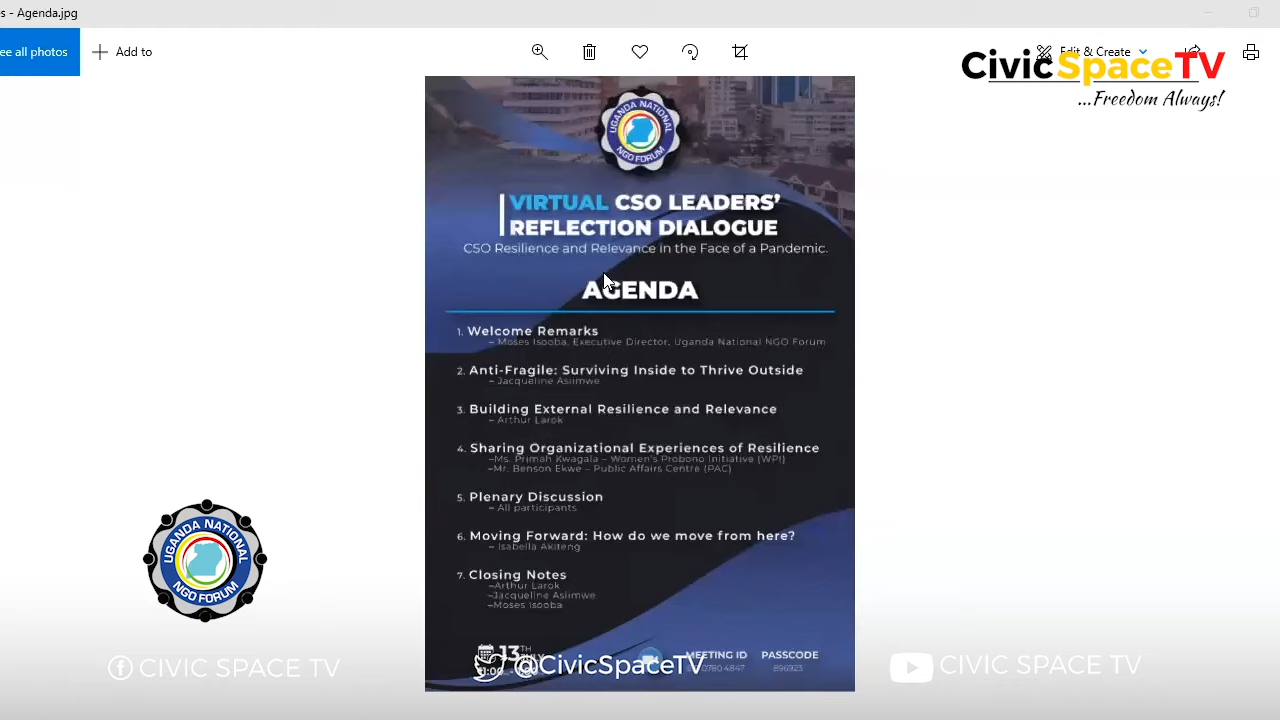 s - Agenda.jpg
ee all photos
Add to
Edit & Create
CivicSpaceTV
...Freedom Always!
UGANDA NATIONAL
NGO FORUM
VIRTUAL CSO LEADERS'
REFLECTION DIALOGUE
CSO Resilience and Relevance in the Face of a Pandemic.
AGENDA
1. Welcome Remarks
– Moses Isooba, Executive Director, Uganda National NGO Forum
2. Anti-Fragile: Surviving Inside to Thrive Outside
– Jacqueline Asiimwe
3. Building External Resilience and Relevance
– Arthur Larok
4. Sharing Organizational Experiences of Resilience
–Ms. Primah Kwagala – Women's Probono Initiative (WPI)
–Mr. Benson Ekwe – Public Affairs Centre (PAC)
5. Plenary Discussion
– All participants
6. Moving Forward: How do we move from here?
– Isabella Akiteng
7. Closing Notes
–Arthur Larok
–Jacqueline Asiimwe
–Moses Isooba
UGANDA NATIONAL
NGO FORUM
13TH
MEETING ID
PASSCODE
0780 4847
896923
CIVIC SPACE TV
@CivicSpaceTV
CIVIC SPACE TV